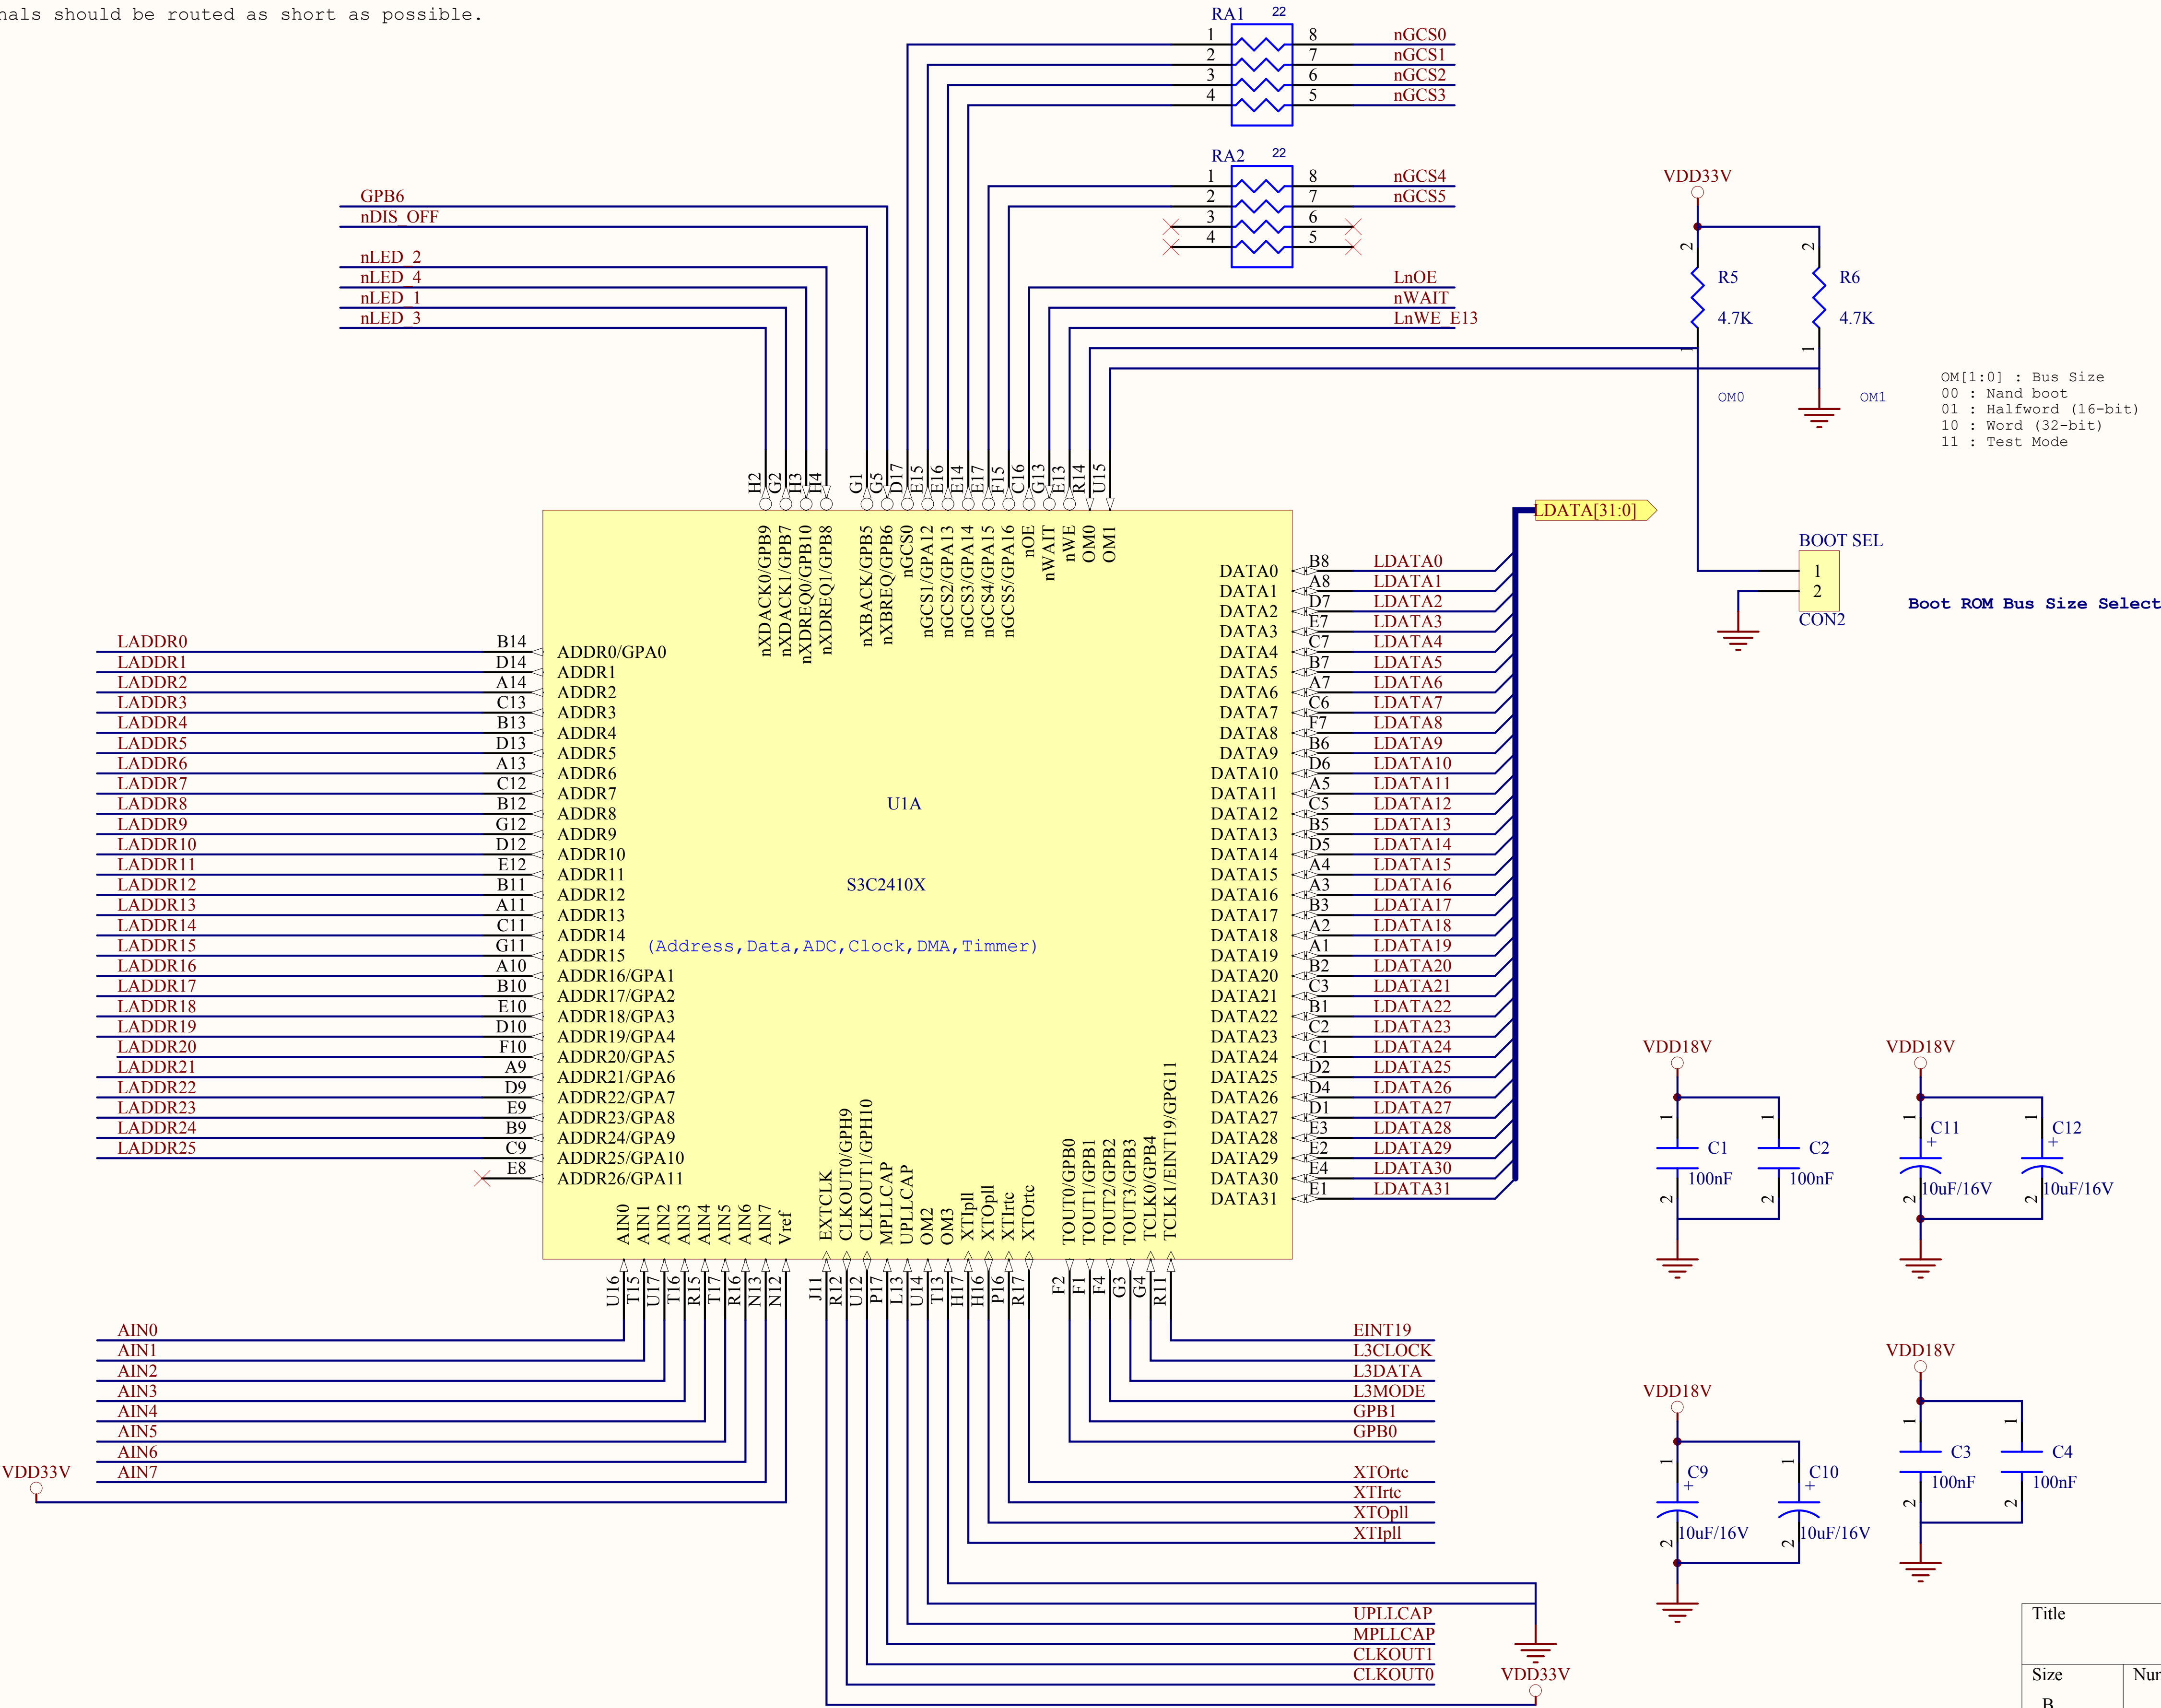 nals should be routed as short as possible.
RA1 22
1 8 nGCS0
2 7 nGCS1
3 6 nGCS2
4 5 nGCS3
RA2 22
1 8 nGCS4
2 7 nGCS5
3 6
4 5
GPB6
nDIS_OFF
nLED_2
nLED_4
nLED_1
nLED_3
LnOE
nWAIT
LnWE_E13
VDD33V
2 2
R5 R6
4.7K 4.7K
1 1
OM0 OM1
OM[1:0] : Bus Size
00 : Nand boot
01 : Halfword (16-bit)
10 : Word (32-bit)
11 : Test Mode
BOOT SEL
1
2
CON2
Boot ROM Bus Size Select
H2 G2 H3 H4 G1 G5 D17 E15 E16 E14 E17 F15 C16 G13 E13 R14 U15
nXDACK0/GPB9
nXDACK1/GPB7
nXDREQ0/GPB10
nXDREQ1/GPB8
nXBACK/GPB5
nXBREQ/GPB6
nGCS0
nGCS1/GPA12
nGCS2/GPA13
nGCS3/GPA14
nGCS4/GPA15
nGCS5/GPA16
nOE
nWAIT
nWE
OM0
OM1
LDATA[31:0]
LADDR0 B14 ADDR0/GPA0
LADDR1 D14 ADDR1
LADDR2 A14 ADDR2
LADDR3 C13 ADDR3
LADDR4 B13 ADDR4
LADDR5 D13 ADDR5
LADDR6 A13 ADDR6
LADDR7 C12 ADDR7
LADDR8 B12 ADDR8
LADDR9 G12 ADDR9
LADDR10 D12 ADDR10
LADDR11 E12 ADDR11
LADDR12 B11 ADDR12
LADDR13 A11 ADDR13
LADDR14 C11 ADDR14
LADDR15 G11 ADDR15
LADDR16 A10 ADDR16/GPA1
LADDR17 B10 ADDR17/GPA2
LADDR18 E10 ADDR18/GPA3
LADDR19 D10 ADDR19/GPA4
LADDR20 F10 ADDR20/GPA5
LADDR21 A9 ADDR21/GPA6
LADDR22 D9 ADDR22/GPA7
LADDR23 E9 ADDR23/GPA8
LADDR24 B9 ADDR24/GPA9
LADDR25 C9 ADDR25/GPA10
E8 ADDR26/GPA11
U1A
S3C2410X
(Address,Data,ADC,Clock,DMA,Timmer)
DATA0 B8 LDATA0
DATA1 A8 LDATA1
DATA2 D7 LDATA2
DATA3 E7 LDATA3
DATA4 C7 LDATA4
DATA5 B7 LDATA5
DATA6 A7 LDATA6
DATA7 C6 LDATA7
DATA8 F7 LDATA8
DATA9 B6 LDATA9
DATA10 D6 LDATA10
DATA11 A5 LDATA11
DATA12 C5 LDATA12
DATA13 B5 LDATA13
DATA14 D5 LDATA14
DATA15 A4 LDATA15
DATA16 A3 LDATA16
DATA17 B3 LDATA17
DATA18 A2 LDATA18
DATA19 A1 LDATA19
DATA20 B2 LDATA20
DATA21 C3 LDATA21
DATA22 B1 LDATA22
DATA23 C2 LDATA23
DATA24 C1 LDATA24
DATA25 D2 LDATA25
DATA26 D4 LDATA26
DATA27 D1 LDATA27
DATA28 E3 LDATA28
DATA29 E2 LDATA29
DATA30 E4 LDATA30
DATA31 E1 LDATA31
AIN0
AIN1
AIN2
AIN3
AIN4
AIN5
AIN6
AIN7
Vref
EXTCLK
CLKOUT0/GPH9
CLKOUT1/GPH10
MPLLCAP
UPLLCAP
OM2
OM3
XTIpll
XTOpll
XTIrtc
XTOrtc
TOUT0/GPB0
TOUT1/GPB1
TOUT2/GPB2
TOUT3/GPB3
TCLK0/GPB4
TCLK1/EINT19/GPG11
U16 T15 U17 T16 R15 T17 R16 N13 N12 J11 R12 U12 P17 L13 U14 T13 H17 H16 P16 R17 F2 F1 F4 G3 G4 R11
AIN0
AIN1
AIN2
AIN3
AIN4
AIN5
AIN6
AIN7
VDD33V
EINT19
L3CLOCK
L3DATA
L3MODE
GPB1
GPB0
XTOrtc
XTIrtc
XTOpll
XTIpll
UPLLCAP
MPLLCAP
CLKOUT1
CLKOUT0
VDD33V
VDD18V
1 1
C1 C2
100nF 100nF
2 2
VDD18V
1 1
C11 C12
+ +
10uF/16V 10uF/16V
2 2
VDD18V
1 1
C9 C10
+ +
10uF/16V 10uF/16V
2 2
VDD18V
1 1
C3 C4
100nF 100nF
2 2
Title
Size
B